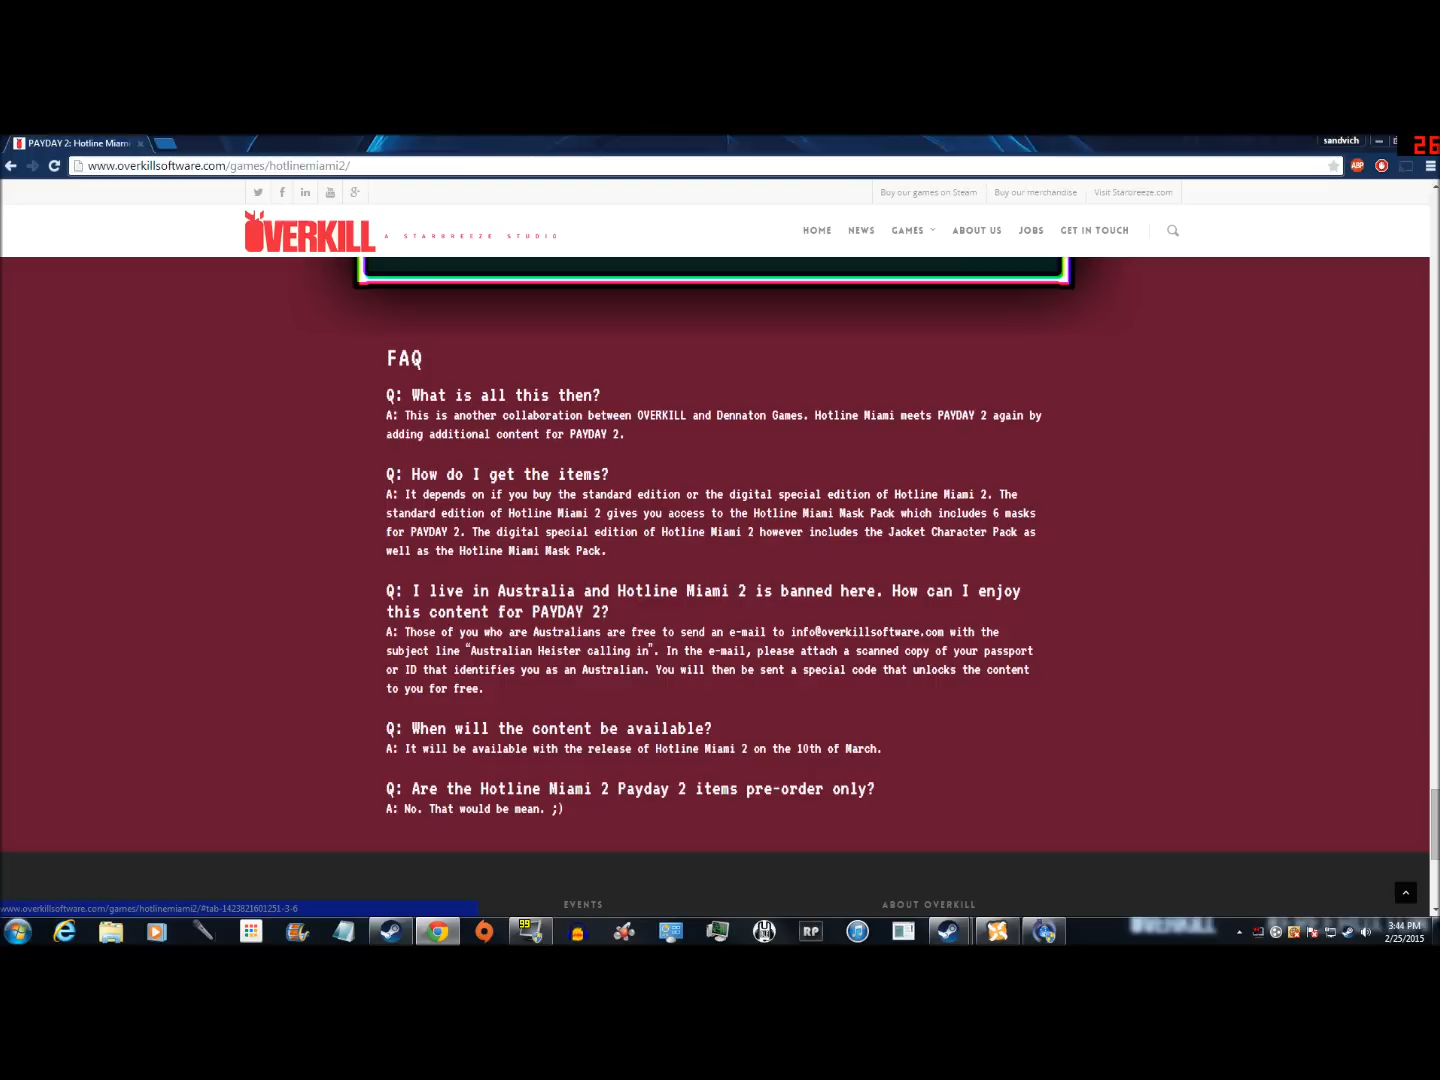 PAYDAY 2: Hotline Miami
sandvich
26
www.overkillsoftware.com/games/hotlinemiami2/
ABP
Buy our games on Steam
Buy our merchandise
Visit Starbreeze.com
OVERKILL A STARBREEZE STUDIO
HOME NEWS GAMES ABOUT US JOBS GET IN TOUCH
FAQ
Q: What is all this then?
A: This is another collaboration between OVERKILL and Dennaton Games. Hotline Miami meets PAYDAY 2 again by
adding additional content for PAYDAY 2.
Q: How do I get the items?
A: It depends on if you buy the standard edition or the digital special edition of Hotline Miami 2. The
standard edition of Hotline Miami 2 gives you access to the Hotline Miami Mask Pack which includes 6 masks
for PAYDAY 2. The digital special edition of Hotline Miami 2 however includes the Jacket Character Pack as
well as the Hotline Miami Mask Pack.
Q: I live in Australia and Hotline Miami 2 is banned here. How can I enjoy
this content for PAYDAY 2?
A: Those of you who are Australians are free to send an e-mail to info@overkillsoftware.com with the
subject line “Australian Heister calling in”. In the e-mail, please attach a scanned copy of your passport
or ID that identifies you as an Australian. You will then be sent a special code that unlocks the content
to you for free.
Q: When will the content be available?
A: It will be available with the release of Hotline Miami 2 on the 10th of March.
Q: Are the Hotline Miami 2 Payday 2 items pre-order only?
A: No. That would be mean. ;)
EVENTS
ABOUT OVERKILL
www.overkillsoftware.com/games/hotlinemiami2/#tab-1423821601251-3-6
99
RP
3:44 PM
2/25/2015